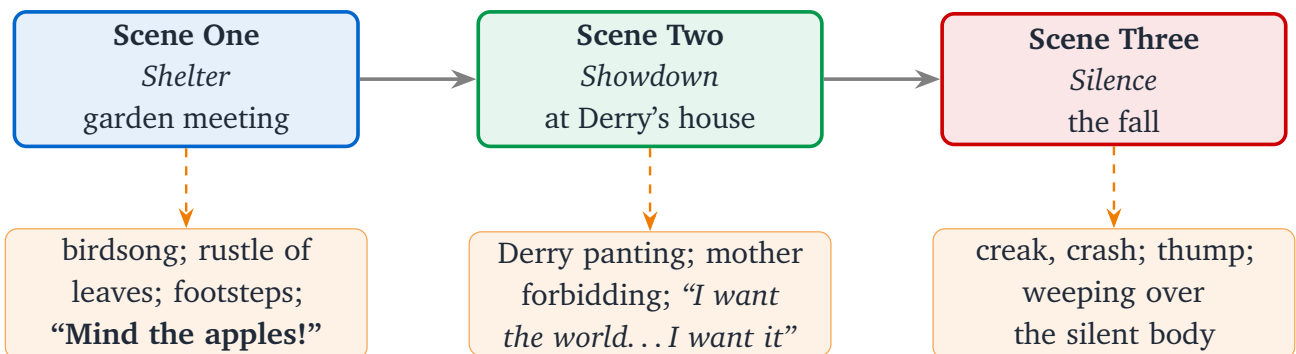 Scene One
Shelter
garden meeting
Scene Two
Showdown
at Derry’s house
Scene Three
Silence
the fall
birdsong; rustle of
leaves; footsteps;
“Mind the apples!”
Derry panting; mother
forbidding; “I want
the world. . . I want it”
creak, crash; thump;
weeping over
the silent body